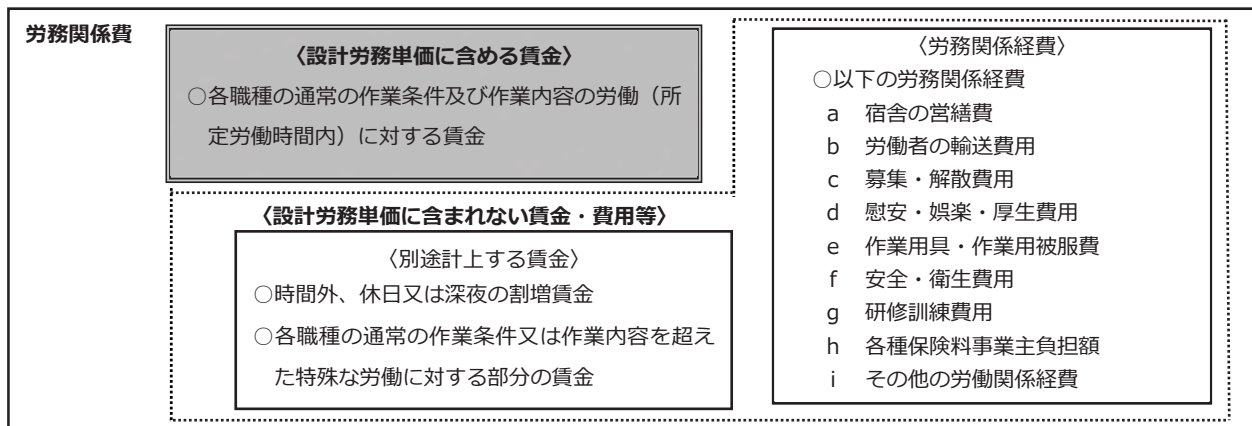 労務関係費
〈設計労務単価に含める賃金〉
○各職種の通常の作業条件及び作業内容の労働（所
定労働時間内）に対する賃金
〈設計労務単価に含まれない賃金・費用等〉
〈別途計上する賃金〉
○時間外、休日又は深夜の割増賃金
○各職種の通常の作業条件又は作業内容を超え
た特殊な労働に対する部分の賃金
〈労務関係経費〉
○以下の労務関係経費
a 宿舎の営繕費
b 労働者の輸送費用
c 募集・解散費用
d 慰安・娯楽・厚生費用
e 作業用具・作業用被服費
f 安全・衛生費用
g 研修訓練費用
h 各種保険料事業主負担額
i その他の労働関係経費